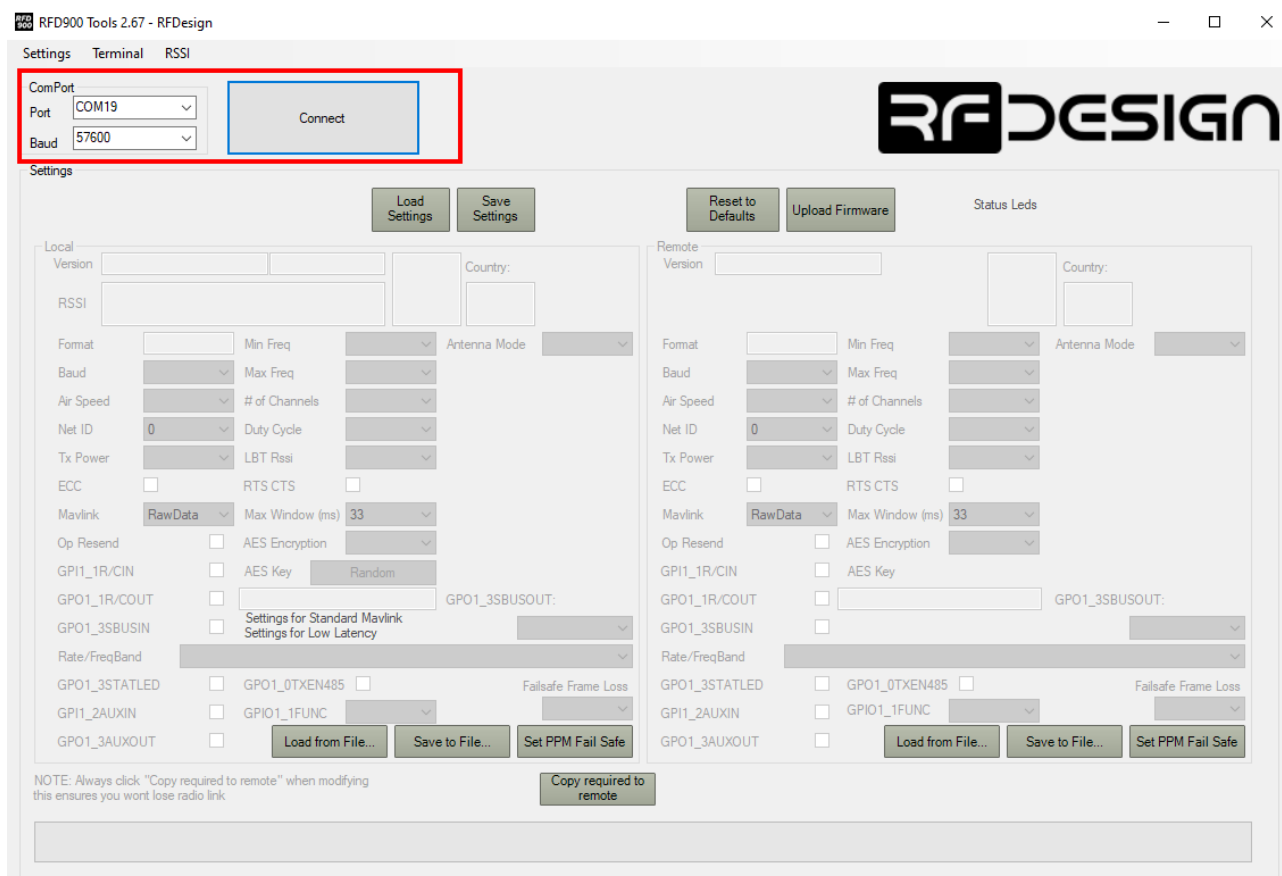 RFD900 Tools 2.67 - RFDesign
Settings Terminal RSSI
ComPort
Port COM19
Baud 57600
Connect
RFDESIGN
Settings
Load Settings
Save Settings
Reset to Defaults
Upload Firmware
Status Leds
Local
Version
Country:
RSSI
Format Min Freq Antenna Mode
Baud Max Freq
Air Speed # of Channels
Net ID 0 Duty Cycle
Tx Power LBT Rssi
ECC RTS CTS
Mavlink RawData Max Window (ms) 33
Op Resend AES Encryption
GPI1_1R/CIN AES Key Random
GPO1_1R/COUT GPO1_3SBUSOUT:
Settings for Standard Mavlink
GPO1_3SBUSIN Settings for Low Latency
Rate/FreqBand
GPO1_3STATLED GPO1_0TXEN485 Failsafe Frame Loss
GPI1_2AUXIN GPIO1_1FUNC
GPO1_3AUXOUT Load from File... Save to File... Set PPM Fail Safe
Remote
Version
Country:
Format Min Freq Antenna Mode
Baud Max Freq
Air Speed # of Channels
Net ID 0 Duty Cycle
Tx Power LBT Rssi
ECC RTS CTS
Mavlink RawData Max Window (ms) 33
Op Resend AES Encryption
GPI1_1R/CIN AES Key
GPO1_1R/COUT GPO1_3SBUSOUT:
GPO1_3SBUSIN
Rate/FreqBand
GPO1_3STATLED GPO1_0TXEN485 Failsafe Frame Loss
GPI1_2AUXIN GPIO1_1FUNC
GPO1_3AUXOUT Load from File... Save to File... Set PPM Fail Safe
NOTE: Always click "Copy required to remote" when modifying
this ensures you wont lose radio link
Copy required to
remote